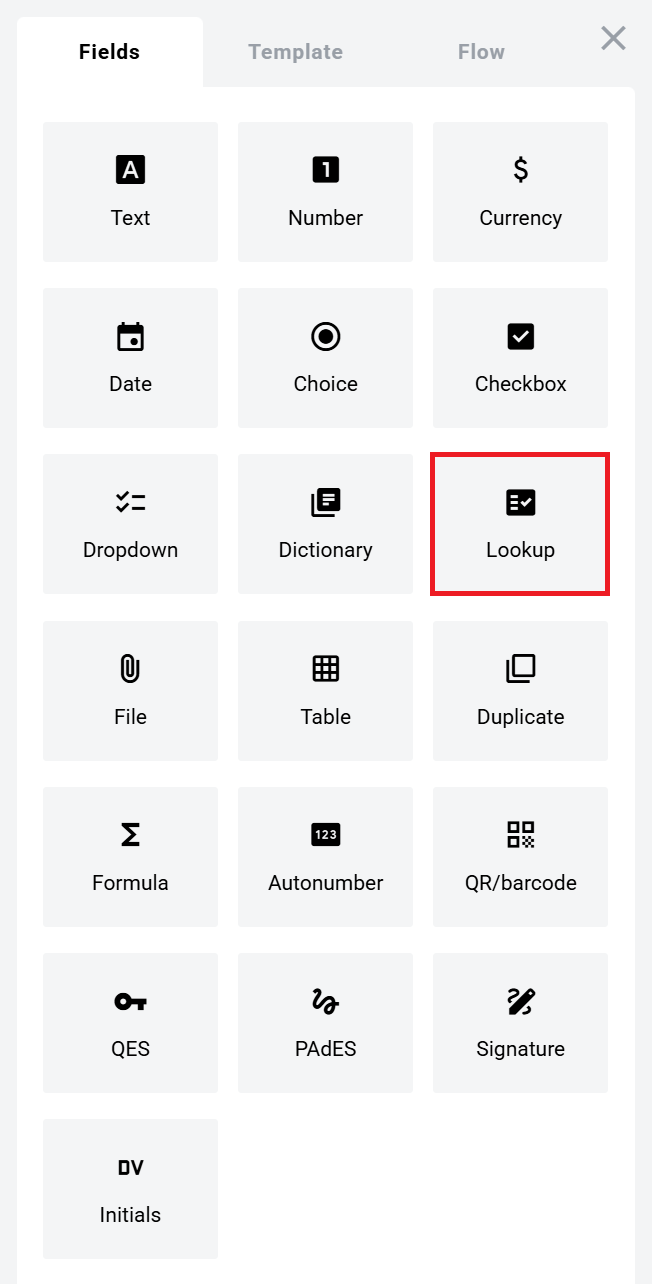 Fields Template Flow
A 1 $
Text Number Currency
Date Choice Checkbox
Dropdown Dictionary Lookup
File Table Duplicate
Σ 123
Formula Autonumber QR/barcode
QES PAdES Signature
DV
Initials